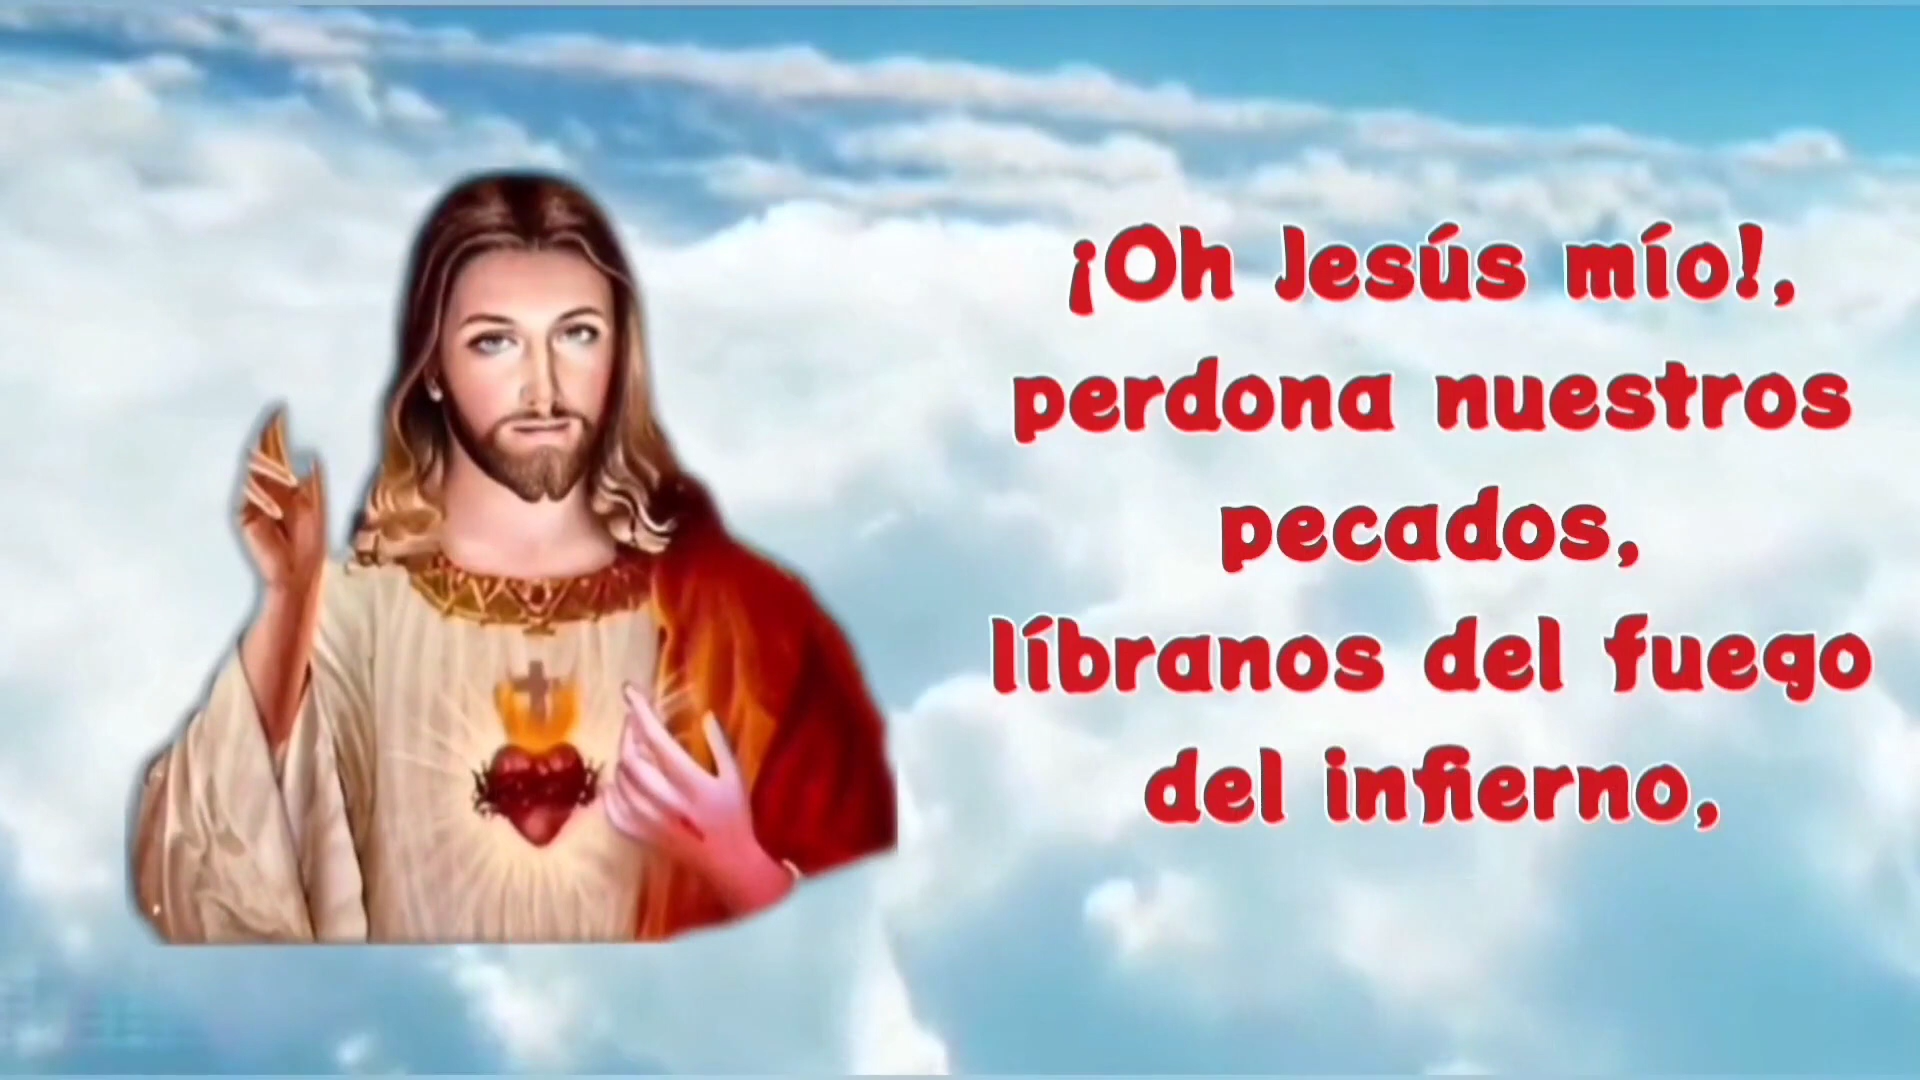 ¡Oh Jesús mío!,
perdona nuestros
pecados,
líbranos del fuego
del infierno,